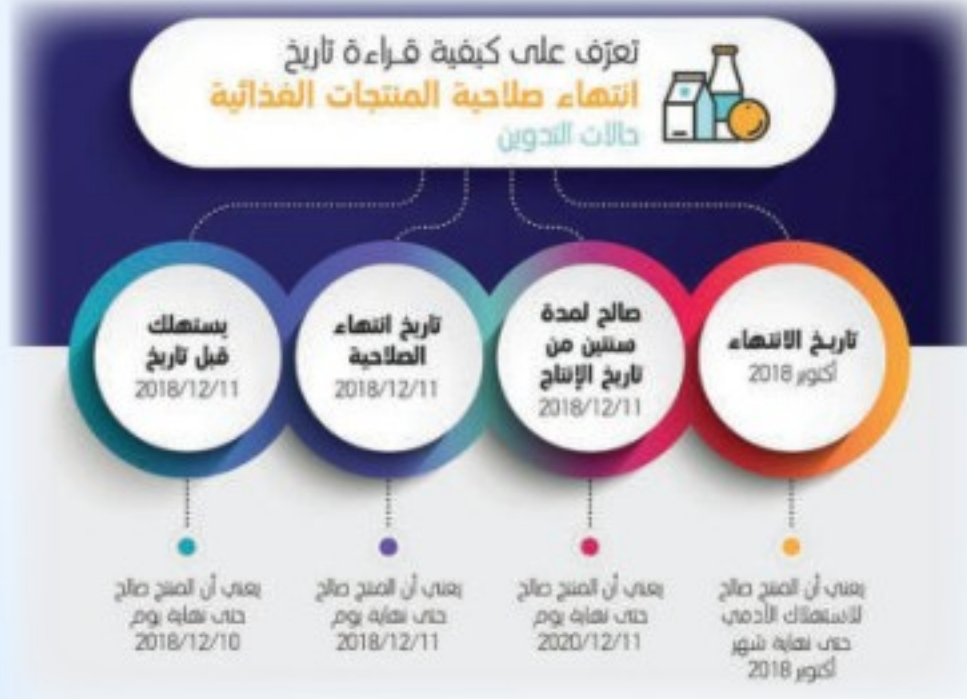 تعرّف على كيفية قراءة تاريخ
انتهاء صلاحية المنتجات الغذائية
حالات التدوين
تاريخ الانتهاء
أكتوبر 2018
يعني أن المنتج صالح
للاستهلاك الآدمي
حتى نهاية شهر
أكتوبر 2018
صالح لمدة
سنتين من
تاريخ الإنتاج
2018/12/11
يعني أن المنتج صالح
حتى نهاية يوم
2020/12/11
تاريخ انتهاء
الصلاحية
2018/12/11
يعني أن المنتج صالح
حتى نهاية يوم
2018/12/11
يستهلك
قبل تاريخ
2018/12/11
يعني أن المنتج صالح
حتى نهاية يوم
2018/12/10